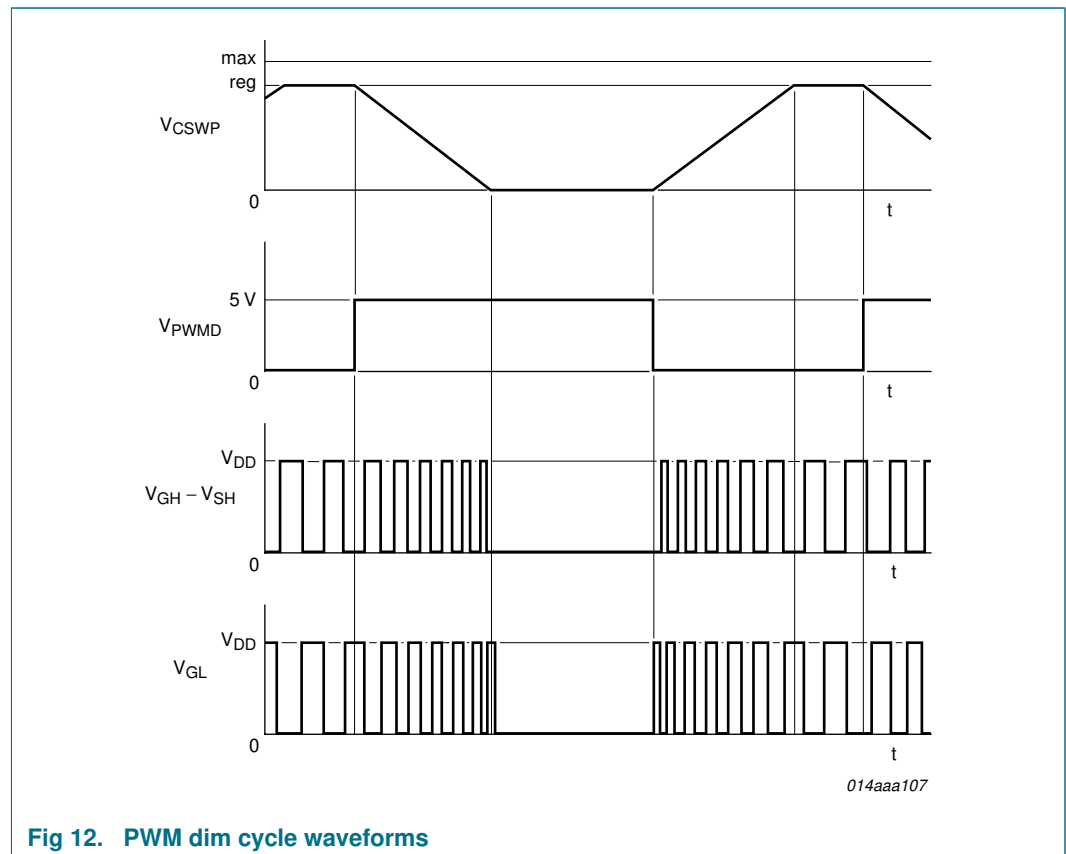 max
reg
VCSWP
0
t
5 V
VPWMD
0
t
VDD
VGH − VSH
0
t
VDD
VGL
0
t
014aaa107
Fig 12. PWM dim cycle waveforms